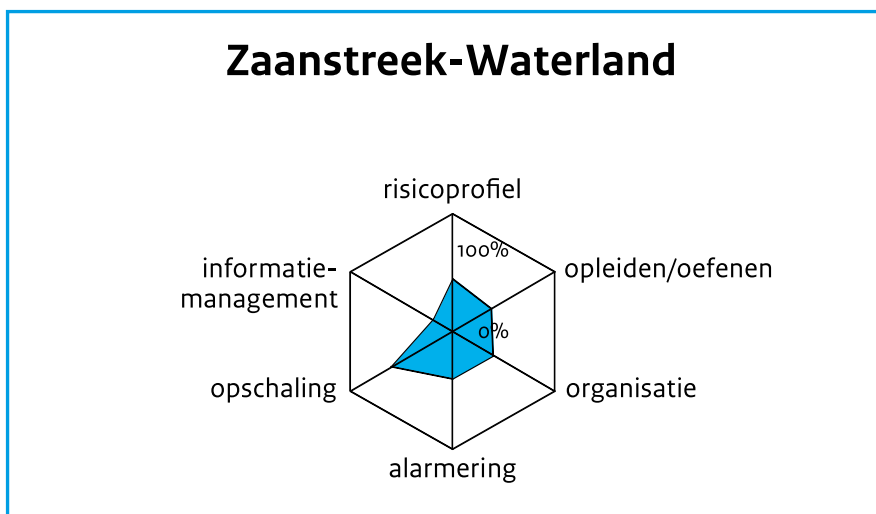 Zaanstreek-Waterland
risicoprofiel
100%
informatie-
management
opleiden/oefenen
0%
opschaling
organisatie
alarmering